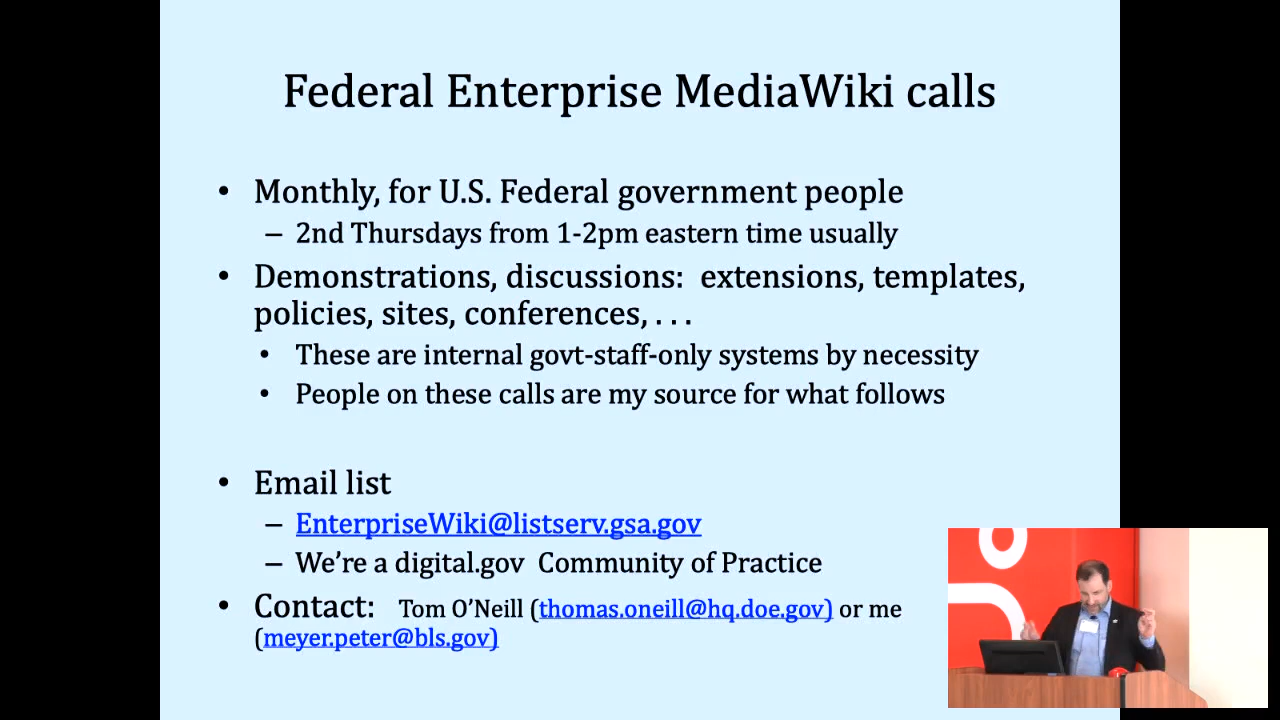 Federal Enterprise MediaWiki calls
• Monthly, for U.S. Federal government people
– 2nd Thursdays from 1-2pm eastern time usually
• Demonstrations, discussions:  extensions, templates,
policies, sites, conferences, . . .
• These are internal govt-staff-only systems by necessity
• People on these calls are my source for what follows
• Email list
– EnterpriseWiki@listserv.gsa.gov
– We’re a digital.gov  Community of Practice
• Contact:  Tom O’Neill (thomas.oneill@hq.doe.gov) or me
(meyer.peter@bls.gov)